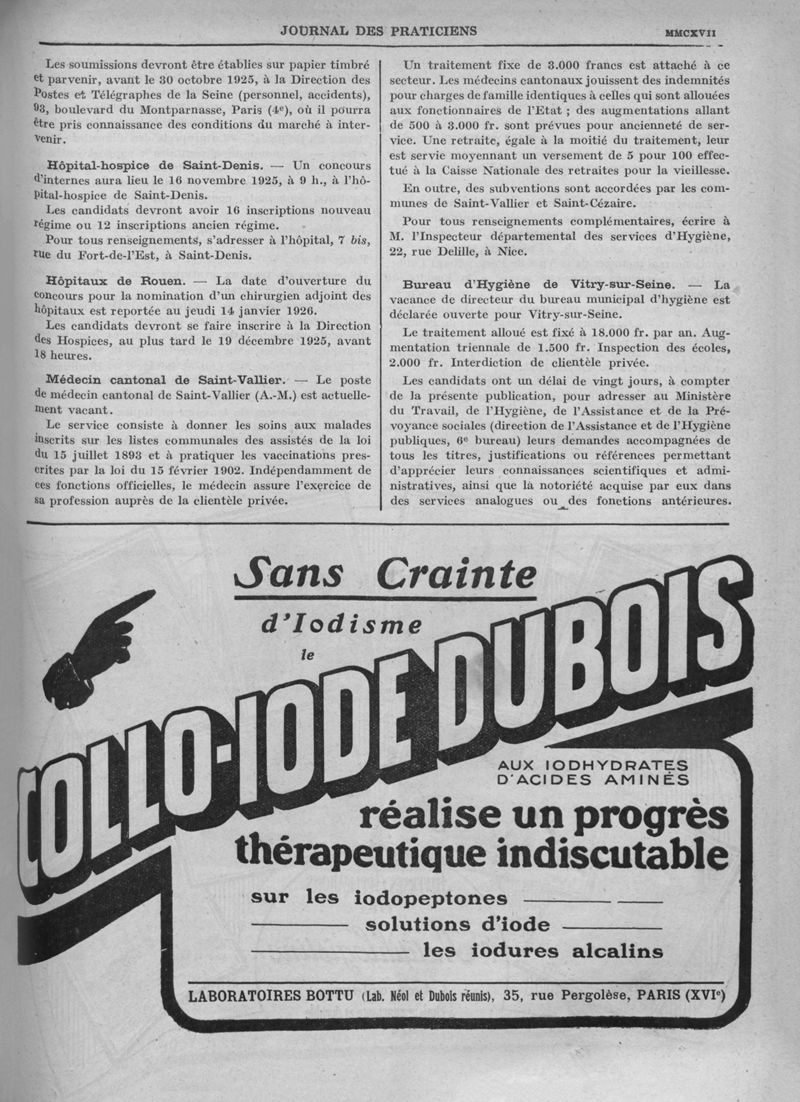 JOURNAL DES PRATICIENS
MMCXVII
Les soumissions devront être établies sur papier timbré
et parvenir, avant le 30 octobre 1925, à la Direction des
Postes et Télégraphes de la Seine (personnel, accidents),
93, boulevard du Montparnasse, Paris (4e), où il pourra
être pris connaissance des conditions du marché à inter-
venir.
Hôpital-hospice de Saint-Denis. — Un concours
d'internes aura lieu le 16 novembre 1925, à 9 h., à l'hô-
pital-hospice de Saint-Denis.
Les candidats devront avoir 16 inscriptions nouveau
régime ou 12 inscriptions ancien régime.
Pour tous renseignements, s'adresser à l'hôpital, 7 bis,
rue du Fort-de-l'Est, à Saint-Denis.
Hôpitaux de Rouen. — La date d'ouverture du
concours pour la nomination d'un chirurgien adjoint des
hôpitaux est reportée au jeudi 14 janvier 1926.
Les candidats devront se faire inscrire à la Direction
des Hospices, au plus tard le 19 décembre 1925, avant
18 heures.
Médecin cantonal de Saint-Vallier. — Le poste
de médecin cantonal de Saint-Vallier (A.-M.) est actuelle-
ment vacant.
Le service consiste à donner les soins aux malades
inscrits sur les listes communales des assistés de la loi
du 15 juillet 1893 et à pratiquer les vaccinations pres-
crites par la loi du 15 février 1902. Indépendamment de
ces fonctions officielles, le médecin assure l'exercice de
sa profession auprès de la clientèle privée.
Un traitement fixe de 3.000 francs est attaché à ce
secteur. Les médecins cantonaux jouissent des indemnités
pour charges de famille identiques à celles qui sont allouées
aux fonctionnaires de l'Etat ; des augmentations allant
de 500 à 3.000 fr. sont prévues pour ancienneté de ser-
vice. Une retraite, égale à la moitié du traitement, leur
est servie moyennant un versement de 5 pour 100 effec-
tué à la Caisse Nationale des retraites pour la vieillesse.
En outre, des subventions sont accordées par les com-
munes de Saint-Vallier et Saint-Cézaire.
Pour tous renseignements complémentaires, écrire à
M. l'Inspecteur départemental des services d'Hygiène,
22, rue Delille, à Nice.
Bureau d'Hygiène de Vitry-sur-Seine. — La
vacance de directeur du bureau municipal d'hygiène est
déclarée ouverte pour Vitry-sur-Seine.
Le traitement alloué est fixé à 18.000 fr. par an. Aug-
mentation triennale de 1.500 fr. Inspection des écoles,
2.000 fr. Interdiction de clientèle privée.
Les candidats ont un délai de vingt jours, à compter
de la présente publication, pour adresser au Ministère
du Travail, de l'Hygiène, de l'Assistance et de la Pré-
voyance sociales (direction de l'Assistance et de l'Hygiène
publiques, 6e bureau) leurs demandes accompagnées de
tous les titres, justifications ou références permettant
d'apprécier leurs connaissances scientifiques et admi-
nistratives, ainsi que la notoriété acquise par eux dans
des services analogues ou des fonctions antérieures.
Sans Crainte
d'Iodisme
le
COLLO-IODE DUBOIS
AUX IODHYDRATES
D'ACIDES AMINÉS
réalise un progrès
thérapeutique indiscutable
sur les iodopeptones
solutions d'iode
les iodures alcalins
LABORATOIRES BOTTU (Lab. Néol et Dubois réunis), 35, rue Pergolèse, PARIS (XVIe)